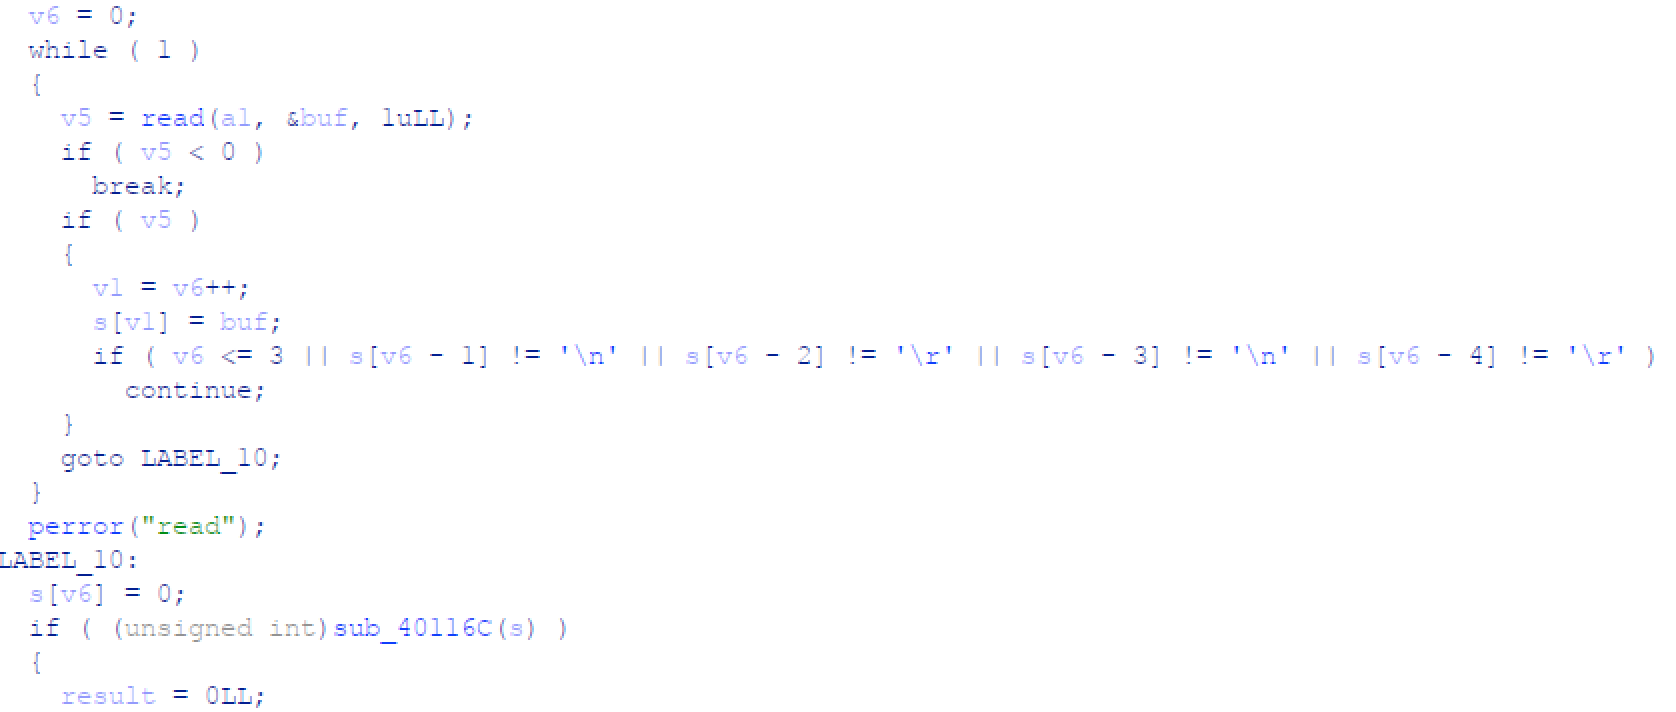 v6 = 0;
while ( 1 )
{
v5 = read(a1, &buf, 1uLL);
if ( v5 < 0 )
break;
if ( v5 )
{
v1 = v6++;
s[v1] = buf;
if ( v6 <= 3 || s[v6 - 1] != '\n' || s[v6 - 2] != '\r' || s[v6 - 3] != '\n' || s[v6 - 4] != '\r' )
continue;
}
goto LABEL_10;
}
perror("read");
LABEL_10:
s[v6] = 0;
if ( (unsigned int)sub_40116C(s) )
{
result = 0LL;